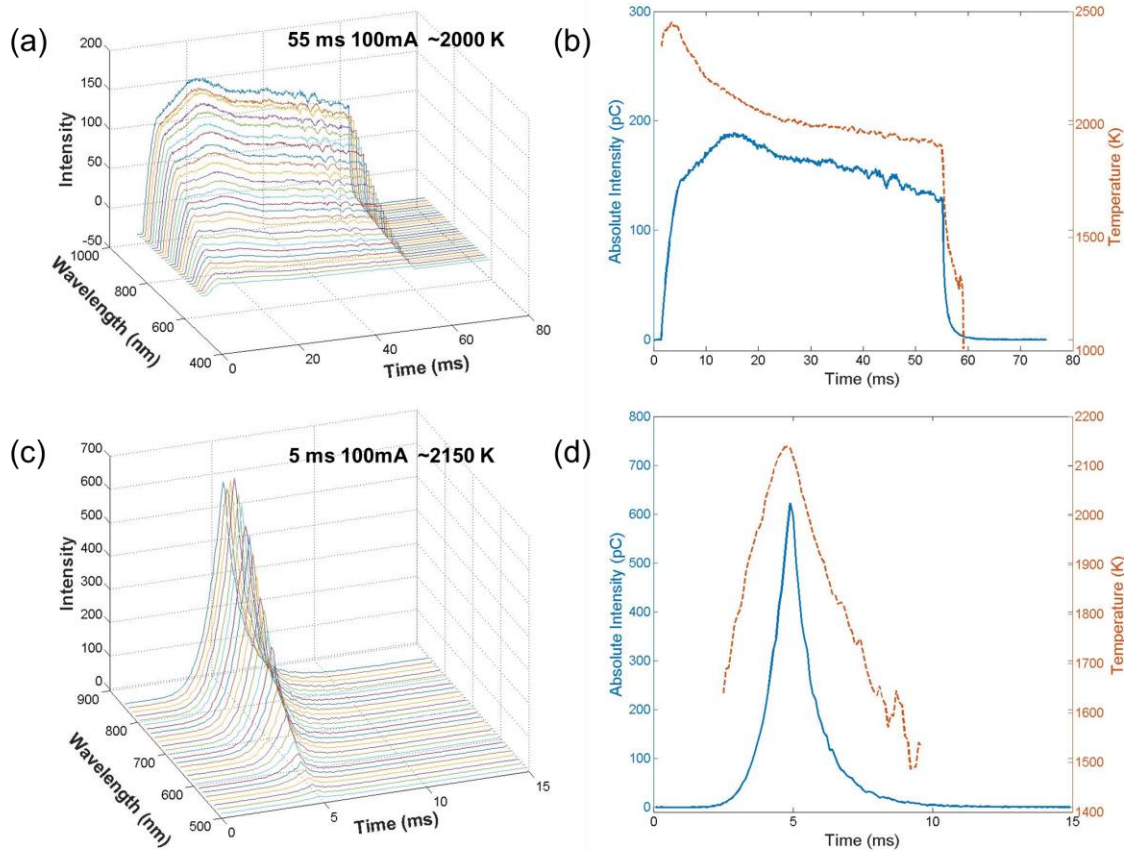 (a)
55 ms 100mA ~2000 K
200
150
100
50
0
-50
Intensity
1000
800
600
400
Wavelength (nm)
0
20
40
60
80
Time (ms)
(b)
300
200
100
0
Absolute Intensity (pC)
2500
2000
1500
1000
Temperature (K)
0 10 20 30 40 50 60 70 80
Time (ms)
(c)
5 ms 100mA ~2150 K
700
600
500
400
300
200
100
0
Intensity
900
800
700
600
500
Wavelength (nm)
0
5
10
15
Time (ms)
(d)
800
700
600
500
400
300
200
100
0
Absolute Intensity (pC)
2200
2100
2000
1900
1800
1700
1600
1500
1400
Temperature (K)
0 5 10 15
Time (ms)